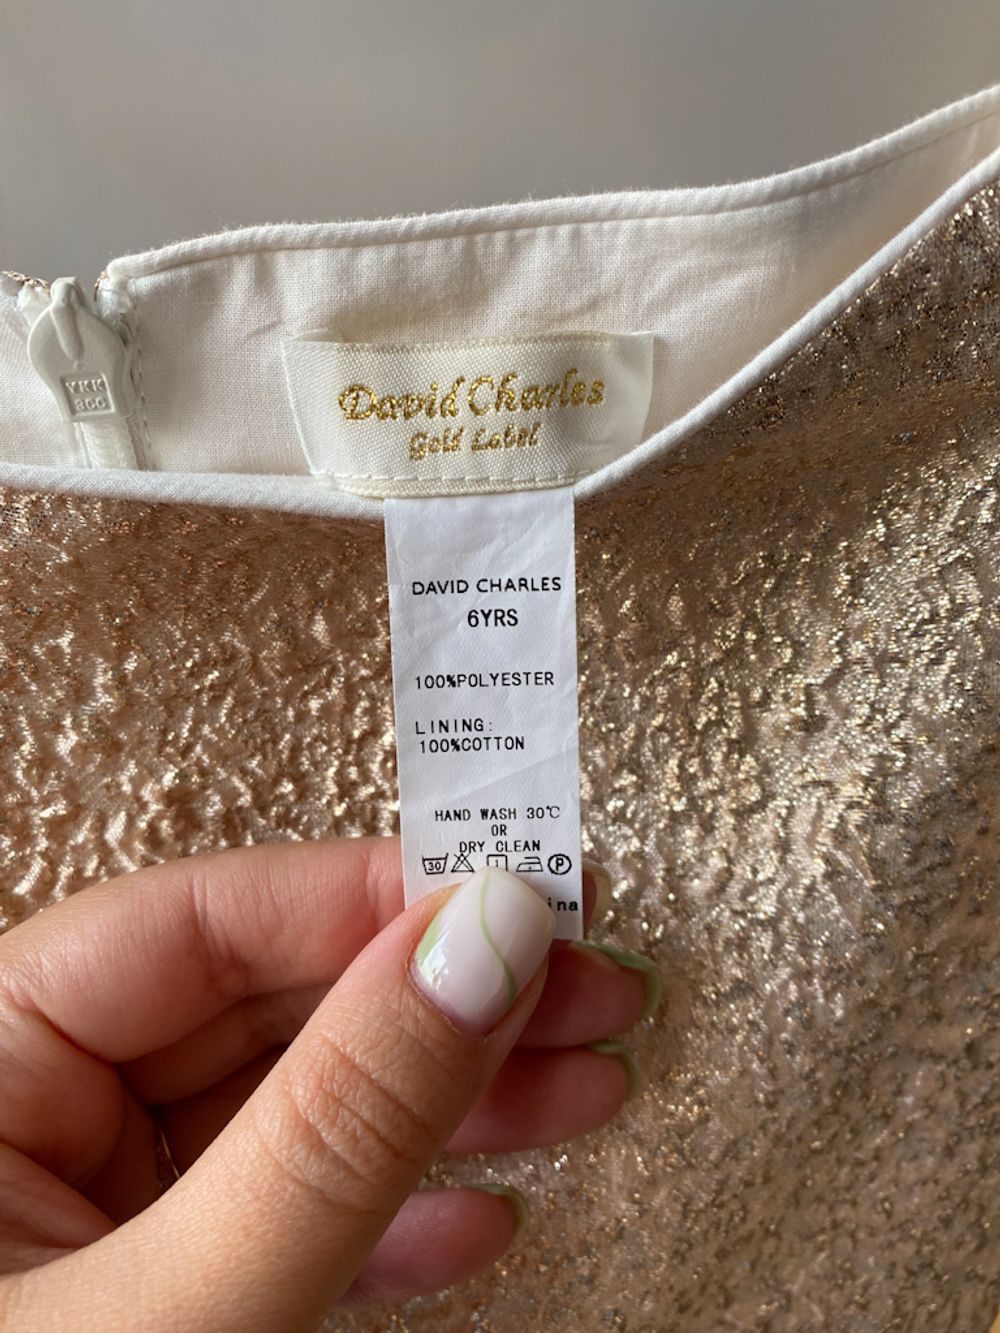 YKK
David Charles
Gold Label
DAVID CHARLES
6YRS
100%POLYESTER
LINING:
100%COTTON
HAND WASH 30℃
OR
DRY CLEAN
30
P
ina